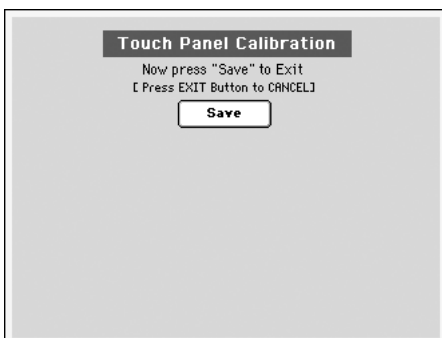 Touch Panel Calibration
Now press "Save" to Exit
[ Press EXIT Button to CANCEL]
Save